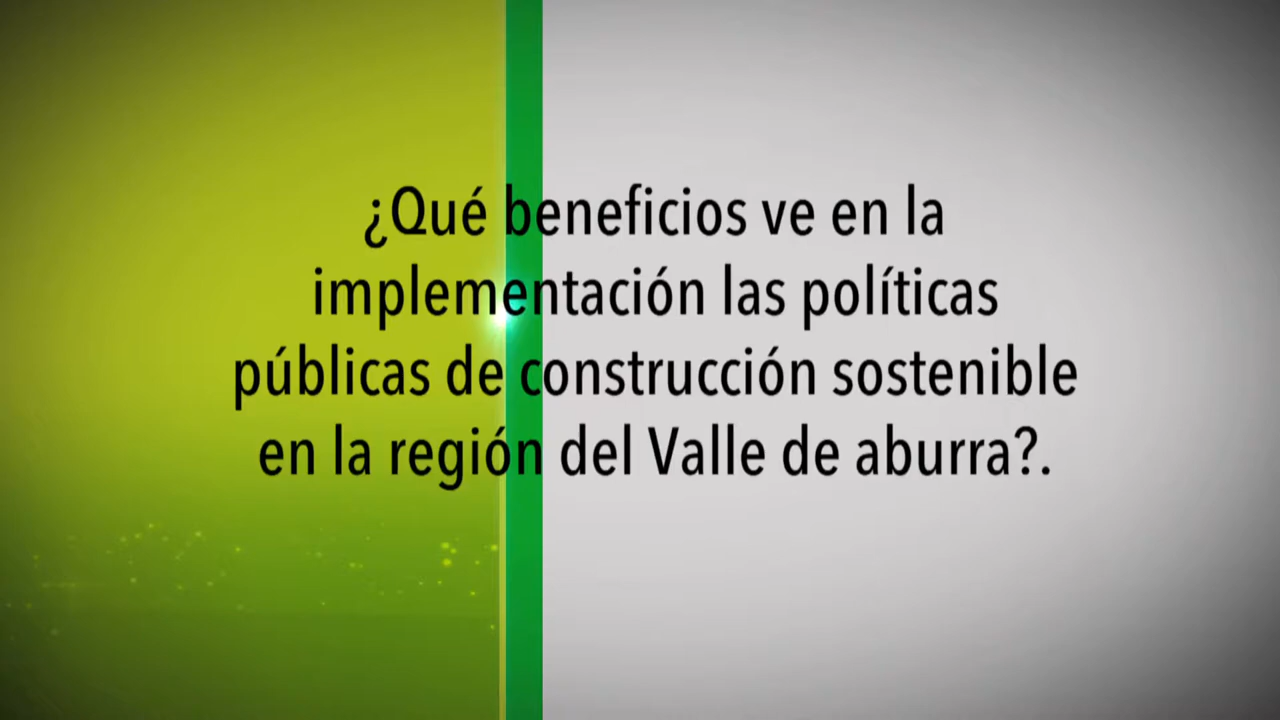 ¿Qué beneficios ve en la
implementación las políticas
públicas de construcción sostenible
en la región del Valle de aburra?.